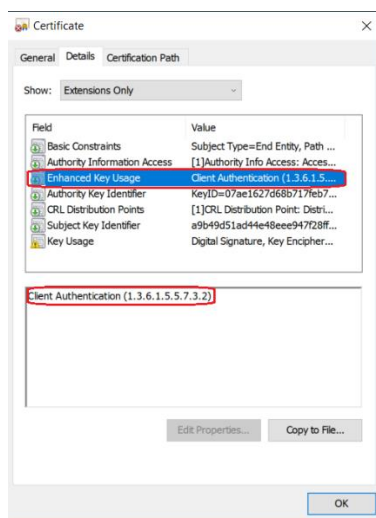 Certificate
General Details Certification Path
Show: Extensions Only
Field Value
Basic Constraints Subject Type=End Entity, Path ...
Authority Information Access [1]Authority Info Access: Acces...
Enhanced Key Usage Client Authentication (1.3.6.1.5....
Authority Key Identifier KeyID=07ae1627d68b717feb7...
CRL Distribution Points [1]CRL Distribution Point: Distri...
Subject Key Identifier a9b49d51ad44e48eee947f28ff...
Key Usage Digital Signature, Key Encipher...
Client Authentication (1.3.6.1.5.5.7.3.2)
Edit Properties... Copy to File...
OK